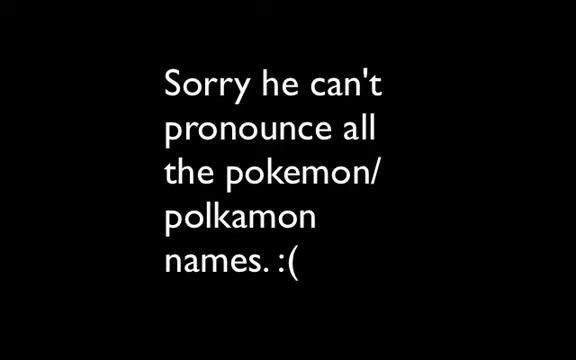 Sorry he can't
pronounce all
the pokemon/
polkamon
names. :(